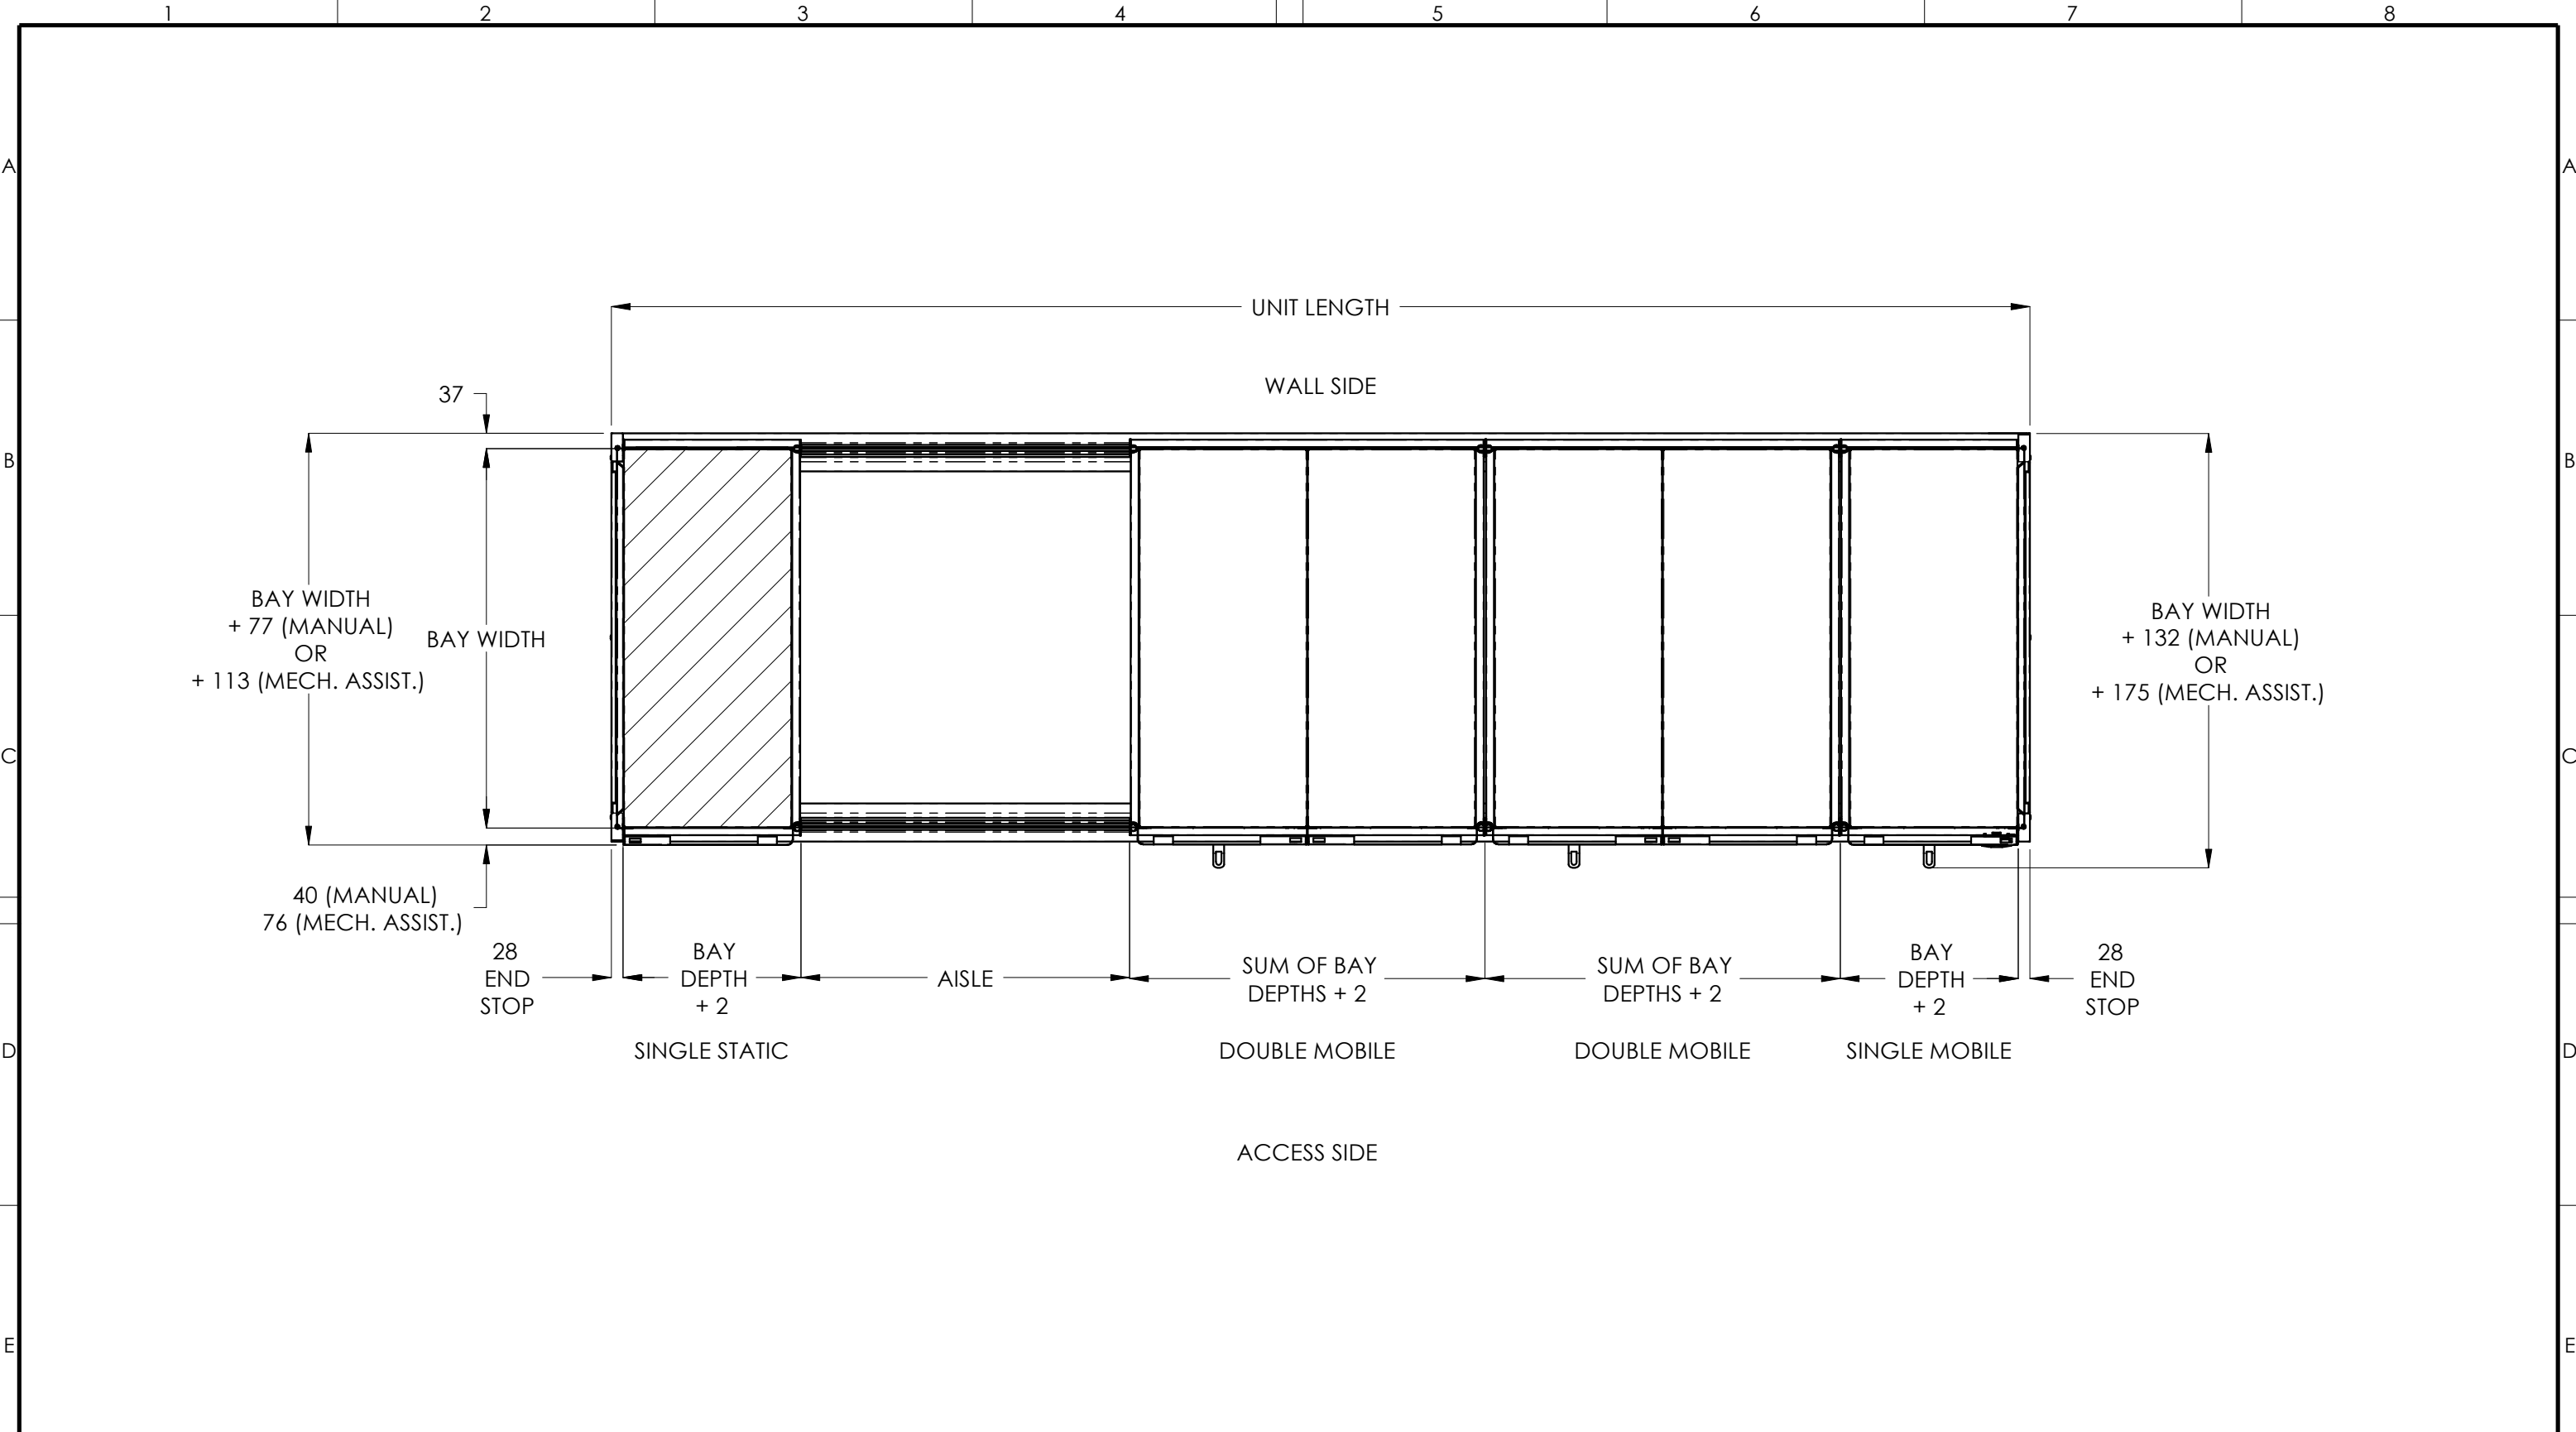 1 2 3 4 5 6 7 8
A A
UNIT LENGTH
WALL SIDE
37
B B
BAY WIDTH
+ 77 (MANUAL)
OR
+ 113 (MECH. ASSIST.)
BAY WIDTH
BAY WIDTH
+ 132 (MANUAL)
OR
+ 175 (MECH. ASSIST.)
C C
40 (MANUAL)
76 (MECH. ASSIST.)
28
END
STOP
BAY
DEPTH
+ 2
AISLE
SUM OF BAY
DEPTHS + 2
SUM OF BAY
DEPTHS + 2
BAY
DEPTH
+ 2
28
END
STOP
D D
SINGLE STATIC
DOUBLE MOBILE
DOUBLE MOBILE
SINGLE MOBILE
ACCESS SIDE
E E